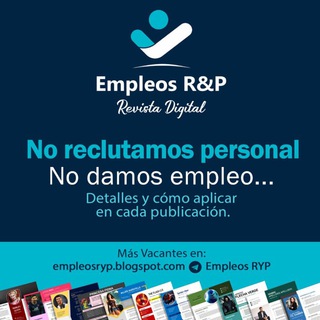 Empleos R&P
Revista Digital
No reclutamos personal
No damos empleo...
Detalles y cómo aplicar
en cada publicación.
Más Vacantes en:
empleosryp.blogspot.com Empleos RYP